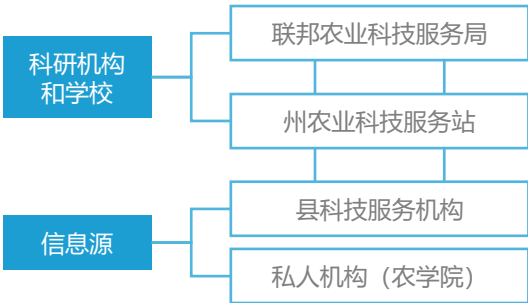 联邦农业科技服务局
科研机构
和学校
州农业科技服务站
县科技服务机构
信息源
私人机构（农学院）